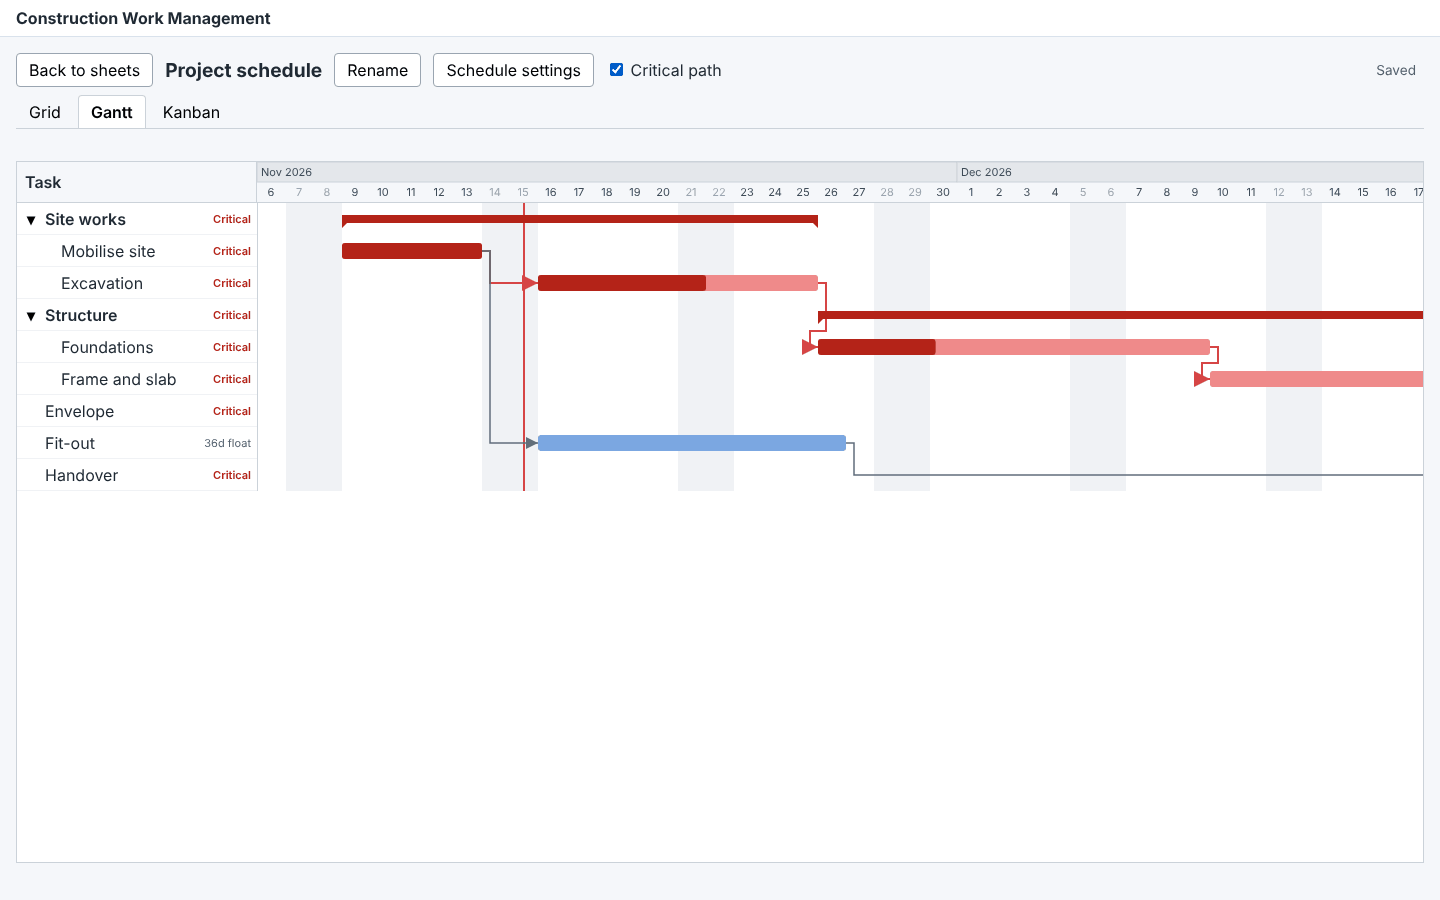 Construction Work Management
Back to sheets Project schedule Rename Schedule settings Critical path Saved
Grid Gantt Kanban
Task Nov 2026 Dec 2026
6 7 8 9 10 11 12 13 14 15 16 17 18 19 20 21 22 23 24 25 26 27 28 29 30 1 2 3 4 5 6 7 8 9 10 11 12 13 14 15 16 17
▼ Site works Critical
Mobilise site Critical
Excavation Critical
▼ Structure Critical
Foundations Critical
Frame and slab Critical
Envelope Critical
Fit-out 36d float
Handover Critical